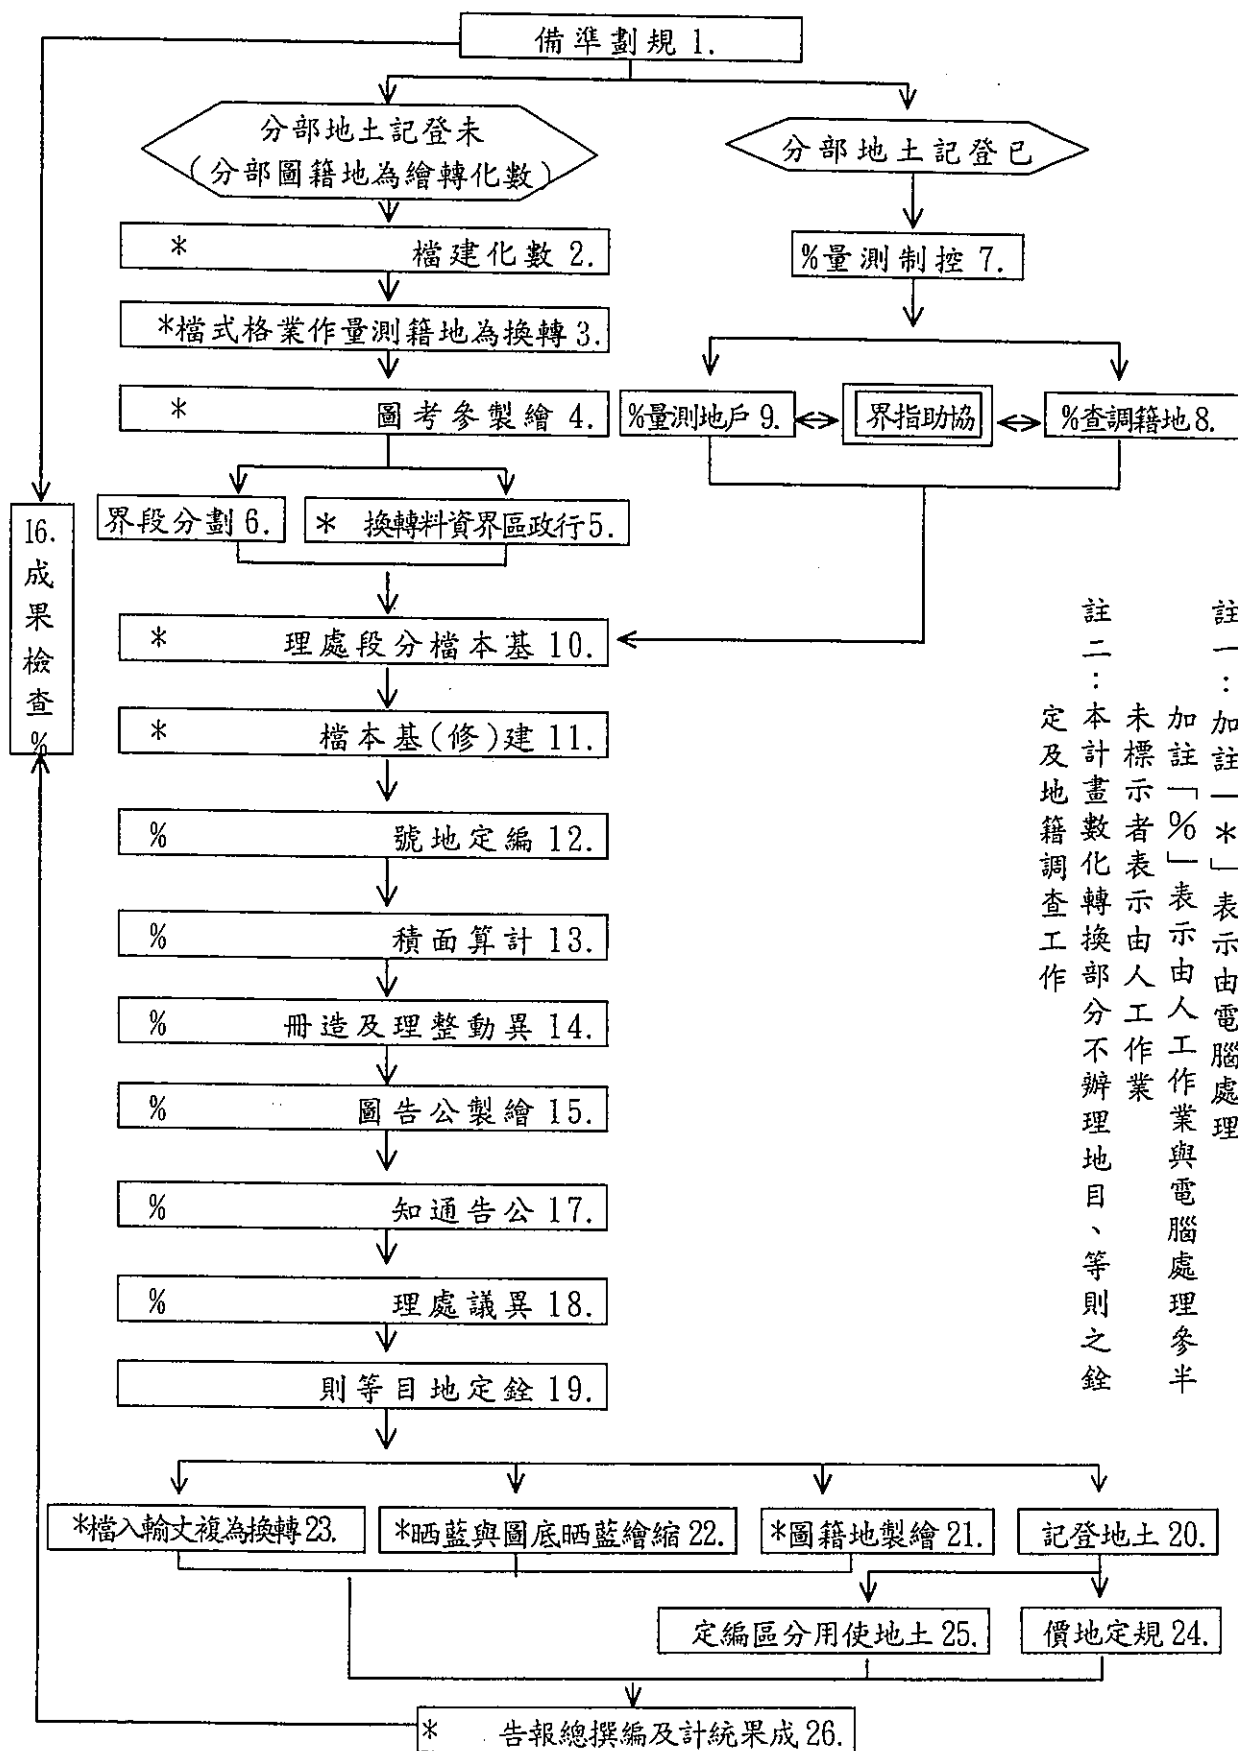 1. 規劃準備
未登記土地部分
(數化轉繪為地籍圖部分)
已登記土地部分
2. 數化建檔 *
3. 轉換為地籍測量作業格式檔*
4. 繪製參考圖 *
5. 行政區界資料轉換 *
6. 劃分段界
7. 控制測量%
8. 地籍調查%
協助指界
9. 戶地測量%
10. 基本檔分段處理 *
11. 建(修)基本檔 *
12. 編定地號 %
13. 計算面積 %
14. 異動整理及造冊 %
15. 繪製公告圖 %
16. 成果檢查%
17. 公告通知 %
18. 異議處理 %
19. 銓定地目等則
20. 土地登記
21. 繪製地籍圖*
22. 縮繪藍晒底圖與藍晒*
23. 轉換為複丈輸入檔*
24. 規定地價
25. 土地使用分區編定
26. 成果統計及編撰總報告 *
註一：加註「*」表示由電腦處理
加註「%」表示由人工作業與電腦處理參半
未標示者表示由人工作業
註二：本計畫數化轉換部分不辦理地目、等則之銓
定及地籍調查工作